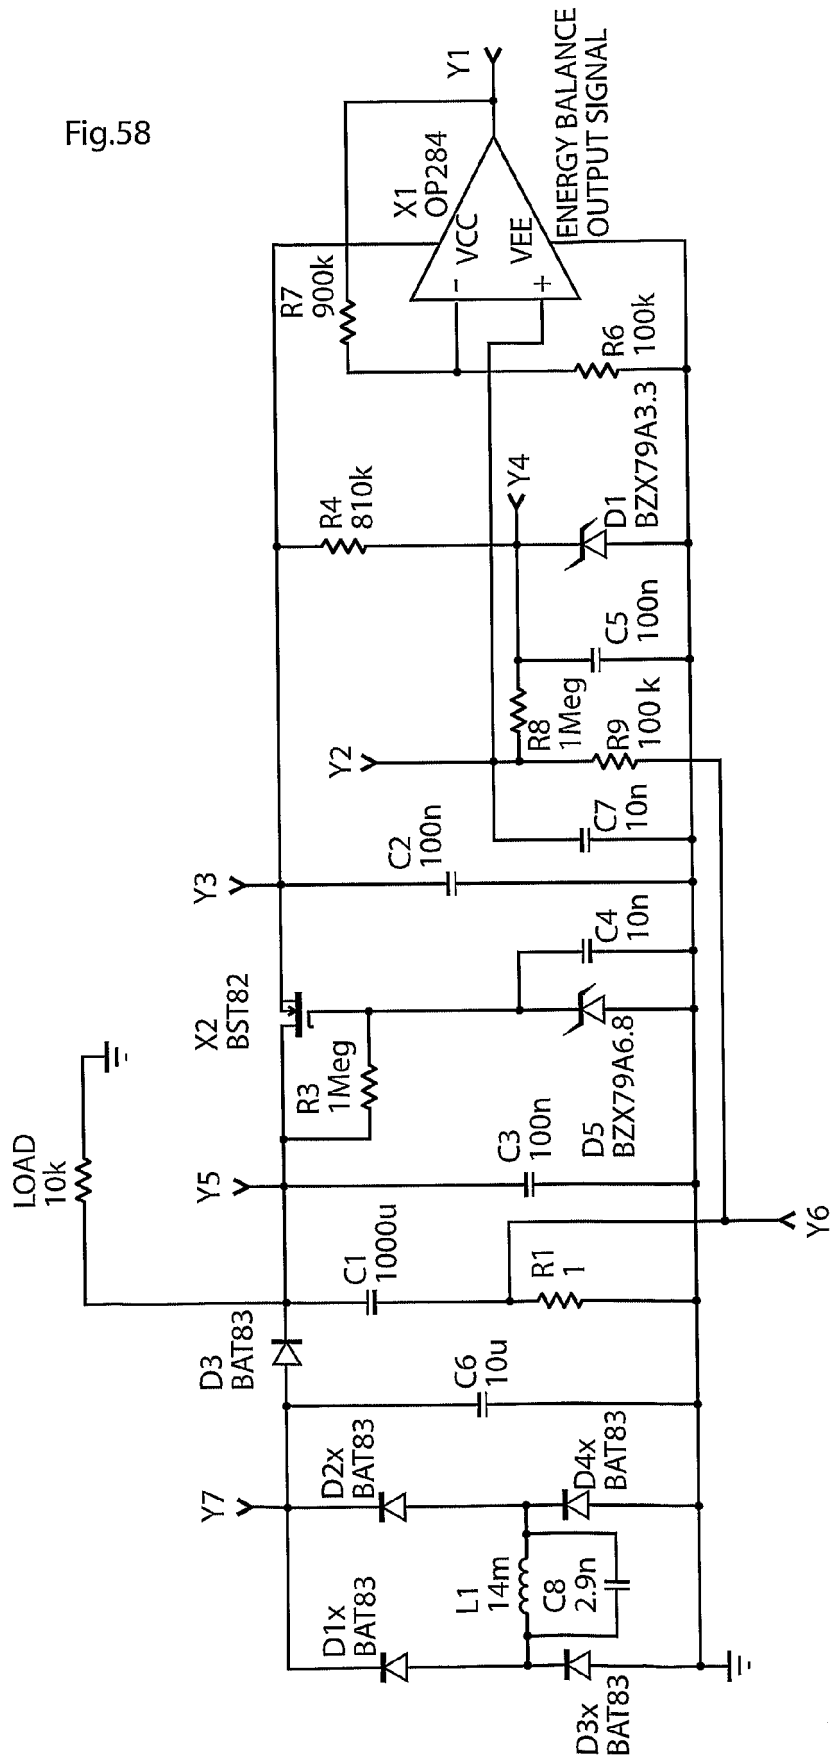 Fig.58
Y1
ENERGY BALANCE
OUTPUT SIGNAL
X1
OP284
VCC
VEE
-
+
R7
900k
R6
100k
R4
810k
Y4
D1
BZX79A3.3
C5
100n
R8
1Meg
R9
100 k
Y2
C7
10n
C2
100n
Y3
C4
10n
X2
BST82
R3
1Meg
D5
BZX79A6.8
LOAD
10k
Y5
C3
100n
Y6
C1
1000u
R1
1
D3
BAT83
C6
10u
Y7
D2x
BAT83
D4x
BAT83
L1
14m
C8
2.9n
D1x
BAT83
D3x
BAT83